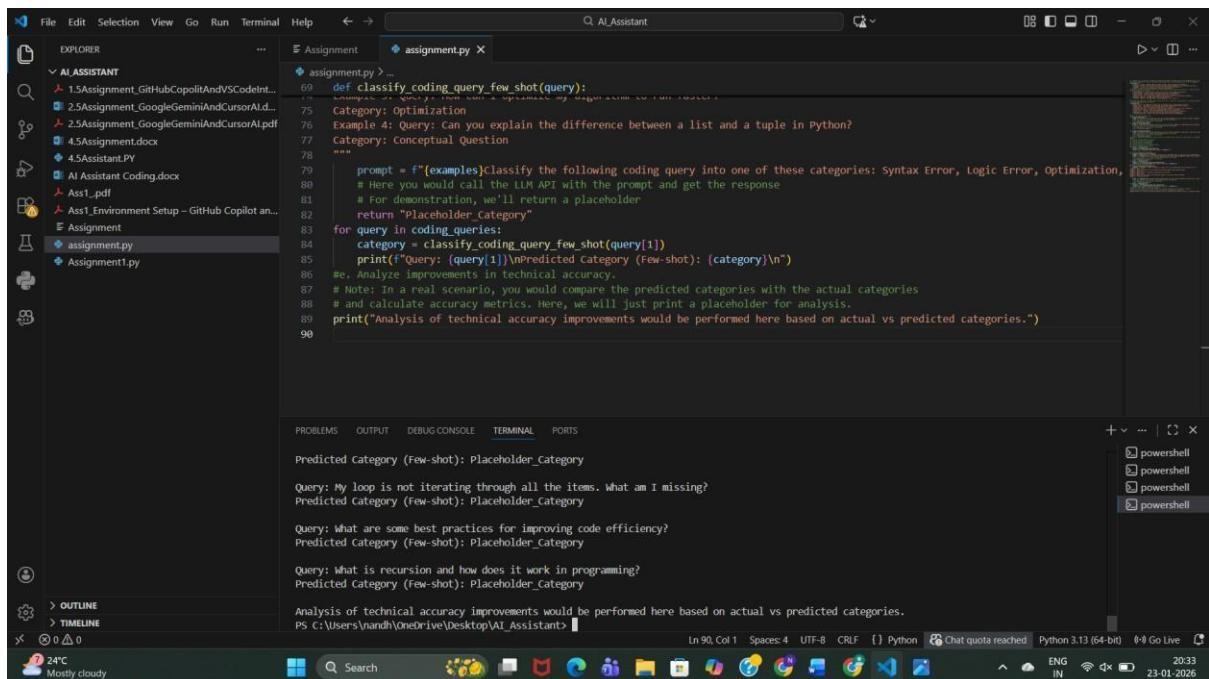 File Edit Selection View Go Run Terminal Help
AI_Assistant
EXPLORER
AI_ASSISTANT
1.5Assignment_GitHubCopolitAndVSCodeInt...
2.5Assignment_GoogleGeminiAndCursorAI.d...
2.5Assignment_GoogleGeminiAndCursorAI.pdf
4.5Assignment.docx
4.5Assistant.PY
AI Assistant Coding.docx
Ass1_.pdf
Ass1_Environment Setup – GitHub Copilot an...
Assignment
assignment.py
Assignment1.py
OUTLINE
TIMELINE
Assignment
assignment.py
assignment.py > ...
69 def classify_coding_query_few_shot(query):
75 Category: Optimization
76 Example 4: Query: Can you explain the difference between a list and a tuple in Python?
77 Category: Conceptual Question
78 """
79 prompt = f"{examples}Classify the following coding query into one of these categories: Syntax Error, Logic Error, Optimization,
80 # Here you would call the LLM API with the prompt and get the response
81 # For demonstration, we'll return a placeholder
82 return "Placeholder_Category"
83 for query in coding_queries:
84 category = classify_coding_query_few_shot(query[1])
85 print(f"Query: {query[1]}\nPredicted Category (Few-shot): {category}\n")
86 #e. Analyze improvements in technical accuracy.
87 # Note: In a real scenario, you would compare the predicted categories with the actual categories
88 # and calculate accuracy metrics. Here, we will just print a placeholder for analysis.
89 print("Analysis of technical accuracy improvements would be performed here based on actual vs predicted categories.")
90
PROBLEMS OUTPUT DEBUG CONSOLE TERMINAL PORTS
Predicted Category (Few-shot): Placeholder_Category
Query: My loop is not iterating through all the items. What am I missing?
Predicted Category (Few-shot): Placeholder_Category
Query: What are some best practices for improving code efficiency?
Predicted Category (Few-shot): Placeholder_Category
Query: What is recursion and how does it work in programming?
Predicted Category (Few-shot): Placeholder_Category
Analysis of technical accuracy improvements would be performed here based on actual vs predicted categories.
PS C:\Users\nandh\OneDrive\Desktop\AI_Assistant>
powershell
powershell
powershell
powershell
0 0 Ln 90, Col 1 Spaces: 4 UTF-8 CRLF {} Python Chat quota reached Python 3.13 (64-bit) Go Live
7
24°C
Mostly cloudy
Search
ENG
IN
20:33
23-01-2026